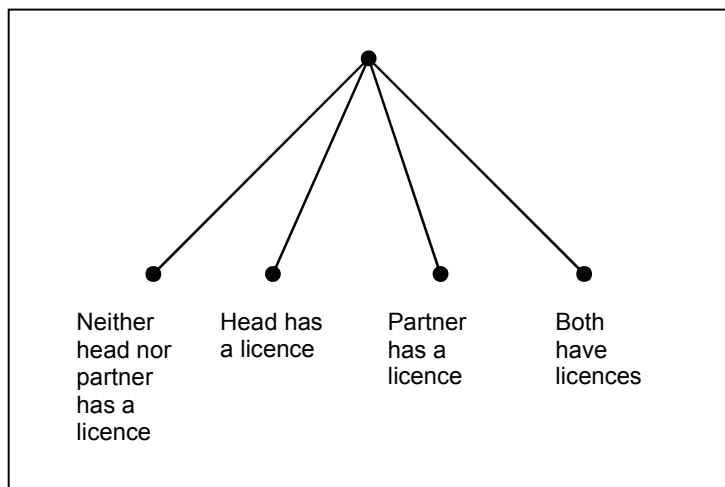 Neither
head nor
partner
has a
licence
Head has
a licence
Partner
has a
licence
Both
have
licences